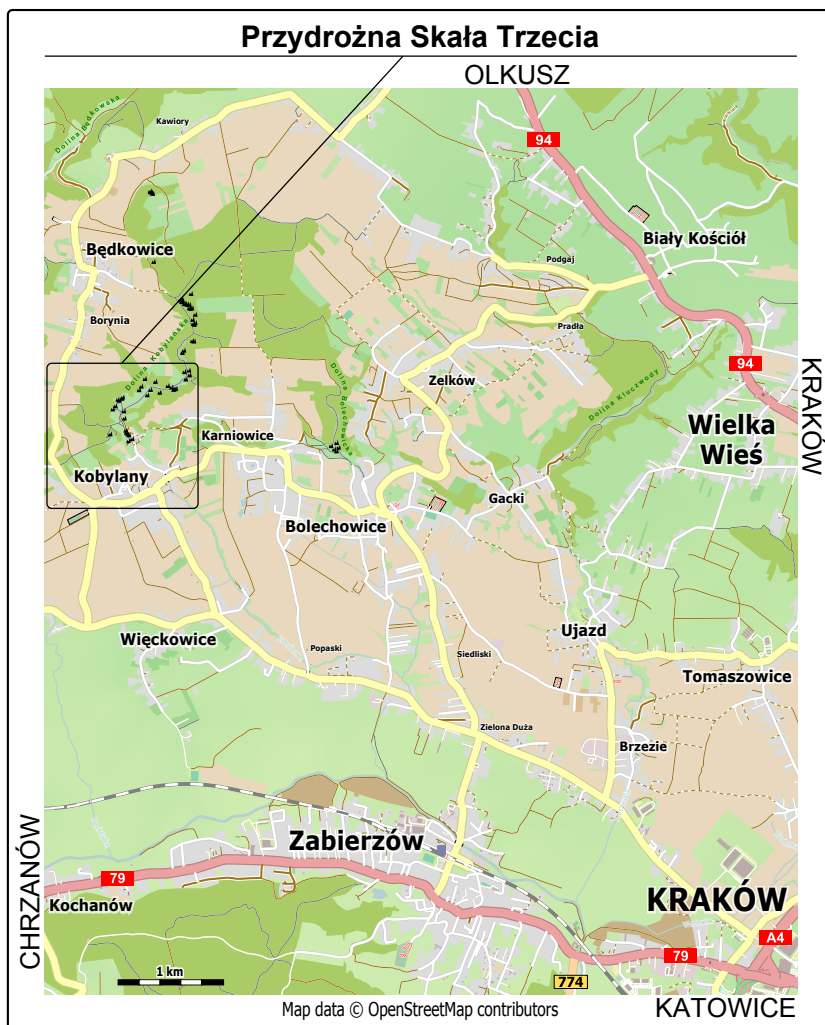 Przydrożna Skała Trzecia
OLKUSZ
Dolina Będkowska
Kawiory
94
Będkowice
Biały Kościół
Podgaj
Borynia
Pradła
Dolina Kobylańska
94
KRAKÓW
Zelków
Dolina Bolechowicka
Dolina Kluczwody
Wielka
Wieś
Karniowice
Kobylany
Gacki
Bolechowice
Więckowice
Popaski
Siedliski
Ujazd
Tomaszowice
Zielona Duża
Brzezie
CHRZANÓW
Zabierzów
79
Kochanów
KRAKÓW
A4
79
1 km
774
Map data © OpenStreetMap contributors
KATOWICE